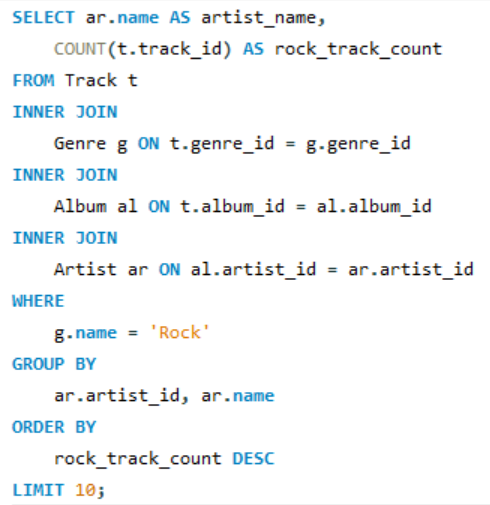 SELECT ar.name AS artist_name,
    COUNT(t.track_id) AS rock_track_count
FROM Track t
INNER JOIN
    Genre g ON t.genre_id = g.genre_id
INNER JOIN
    Album al ON t.album_id = al.album_id
INNER JOIN
    Artist ar ON al.artist_id = ar.artist_id
WHERE
    g.name = 'Rock'
GROUP BY
    ar.artist_id, ar.name
ORDER BY
    rock_track_count DESC
LIMIT 10;